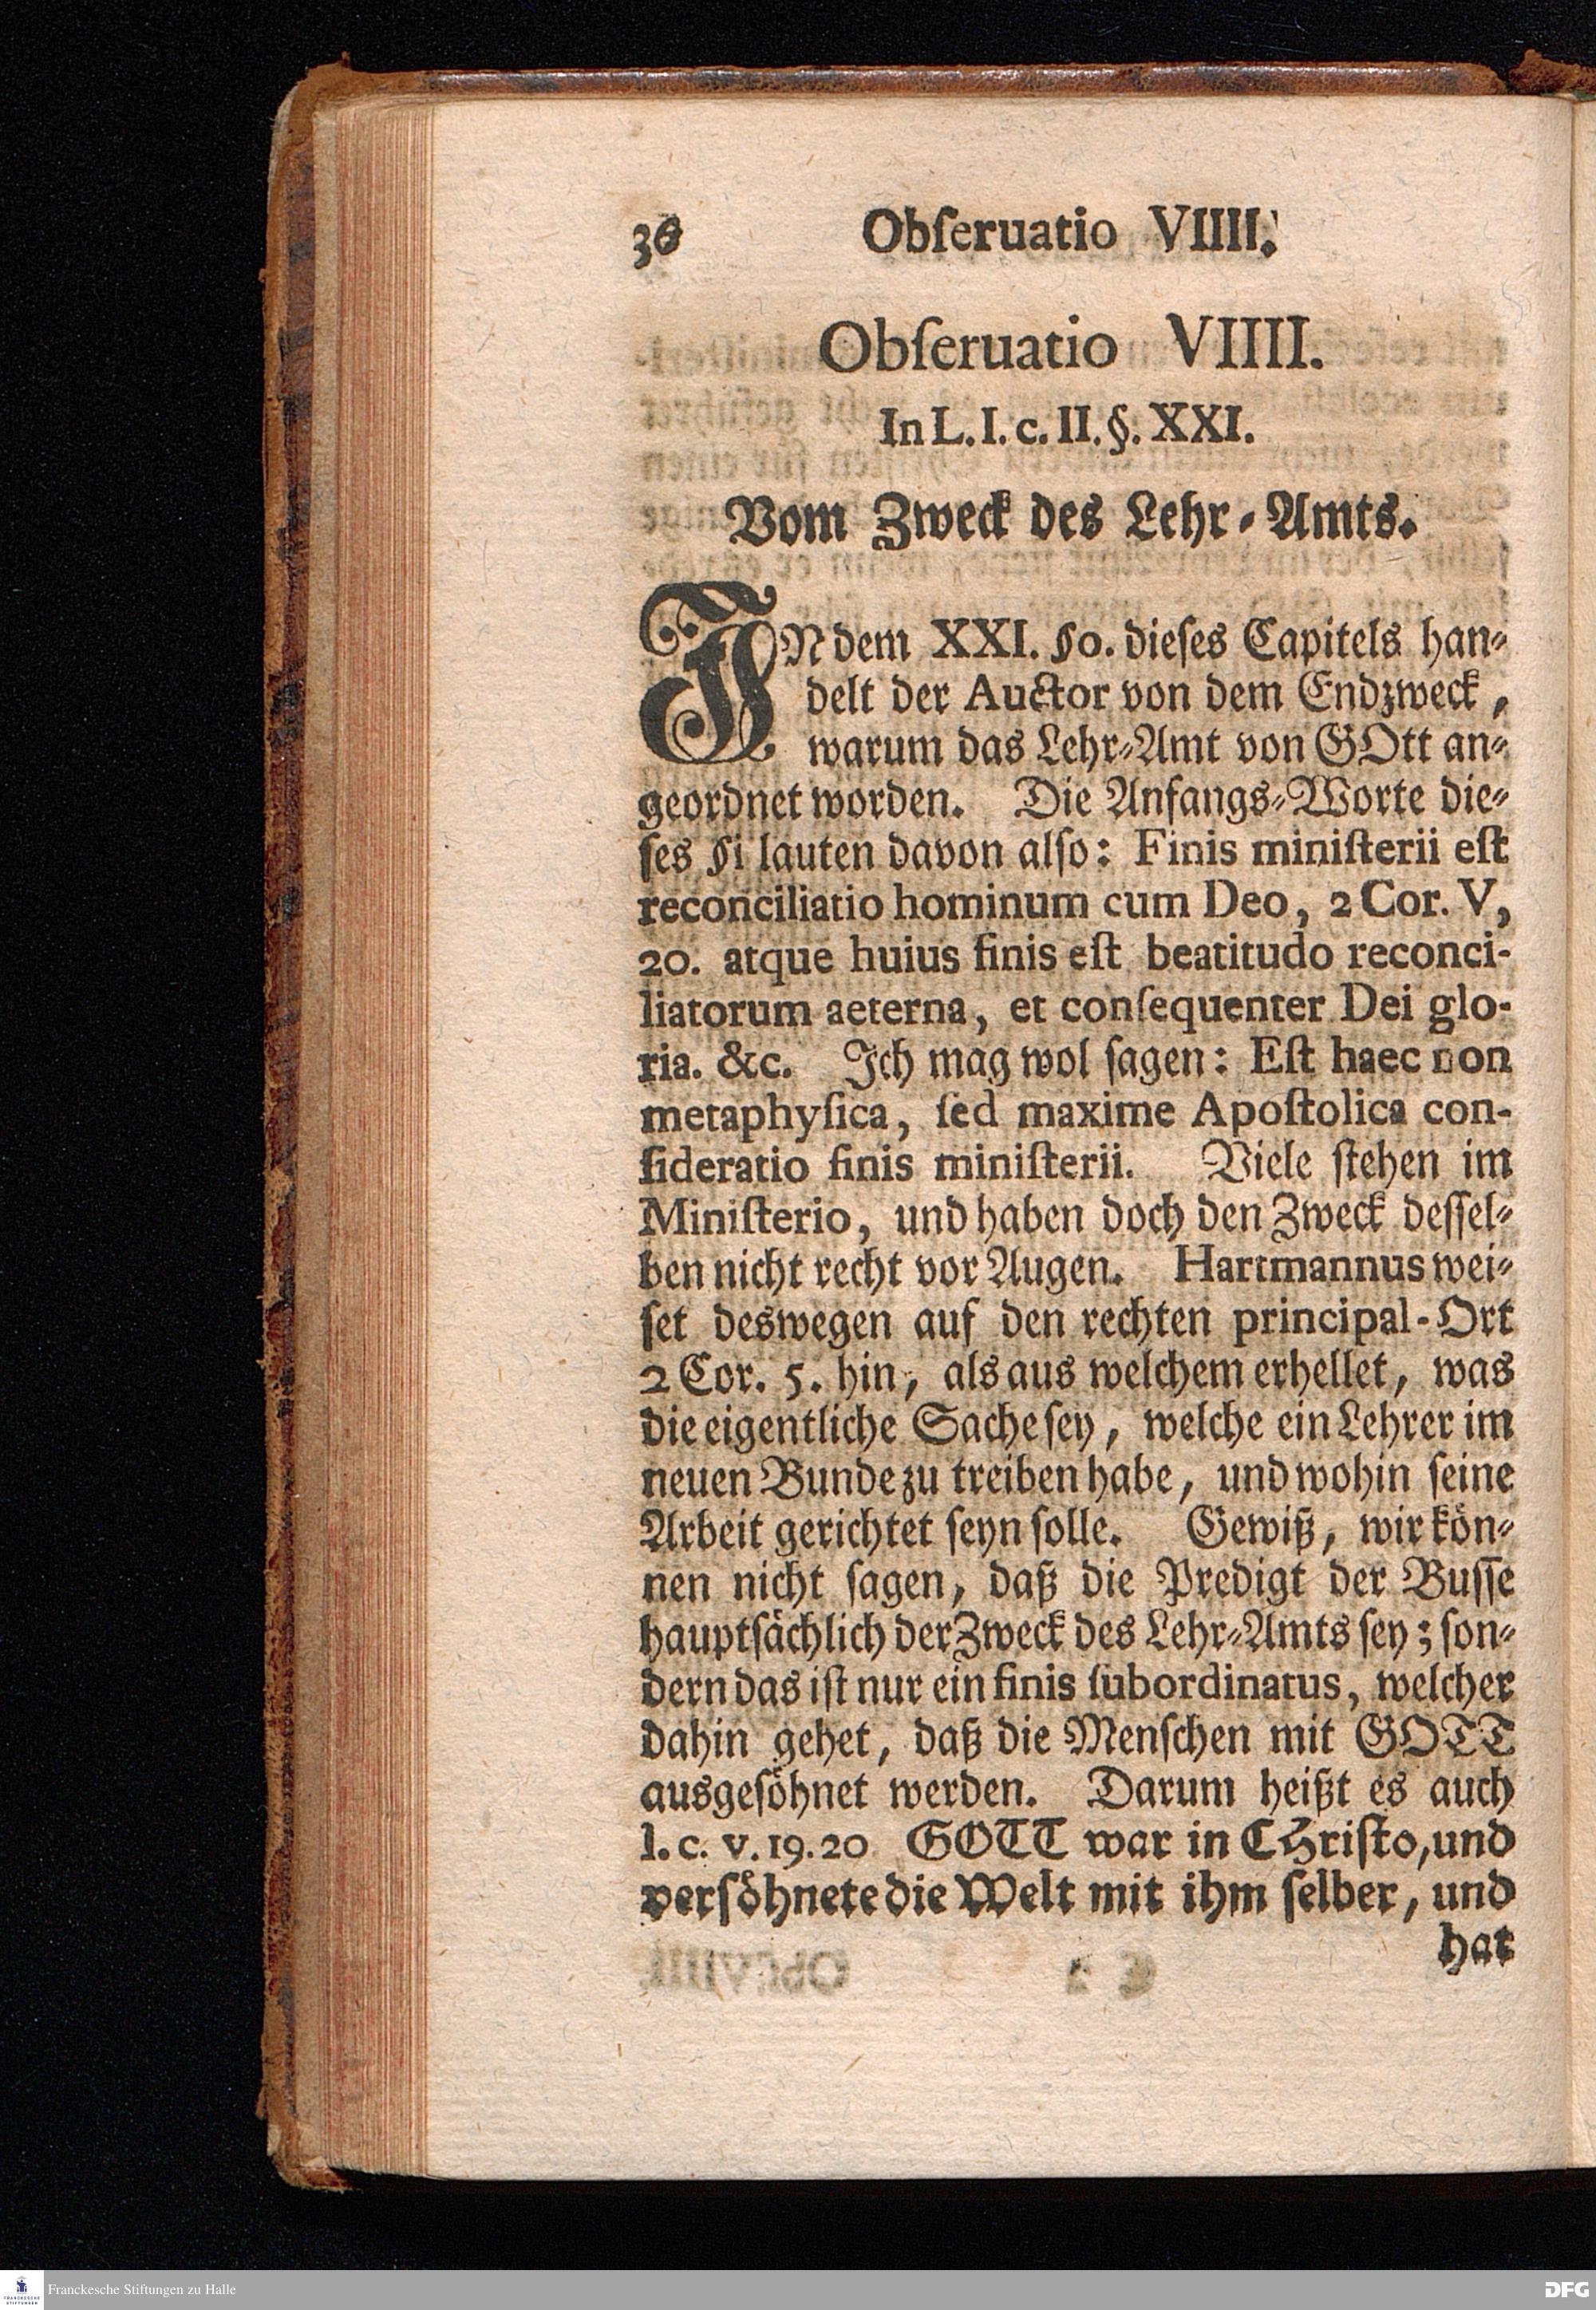 36 Obſeruatio VIIII.
Obſeruatio VIIII.
In L. I. c. II. §. XXI.
Vom Zweck des Lehr-Amts.
IN dem XXI. §o. dieſes Capitels han-
delt der Auctor von dem Endzweck,
warum das Lehr-Amt von GOtt an-
geordnet worden. Die Anfangs-Worte die-
ſes §i lauten davon alſo: Finis miniſterii eſt
reconciliatio hominum cum Deo, 2 Cor. V,
20. atque huius finis eſt beatitudo reconci-
liatorum aeterna, et conſequenter Dei glo-
ria. &c. Ich mag wol ſagen: Eſt haec non
metaphyſica, ſed maxime Apoſtolica con-
ſideratio finis miniſterii. Viele ſtehen im
Miniſterio, und haben doch den Zweck deſſel-
ben nicht recht vor Augen. Hartmannus wei-
ſet deswegen auf den rechten principal-Ort
2 Cor. 5. hin, als aus welchem erhellet, was
die eigentliche Sache ſey, welche ein Lehrer im
neuen Bunde zu treiben habe, und wohin ſeine
Arbeit gerichtet ſeyn ſolle. Gewiß, wir kön-
nen nicht ſagen, daß die Predigt der Buſſe
hauptſächlich der Zweck des Lehr-Amts ſey; ſon-
dern das iſt nur ein finis ſubordinatus, welcher
dahin gehet, daß die Menſchen mit GOTT
ausgeſöhnet werden. Darum heißt es auch
l. c. v. 19. 20 GOTT war in CHriſto, und
verſöhnete die Welt mit ihm ſelber, und
hat
Franckesche Stiftungen zu Halle
DFG